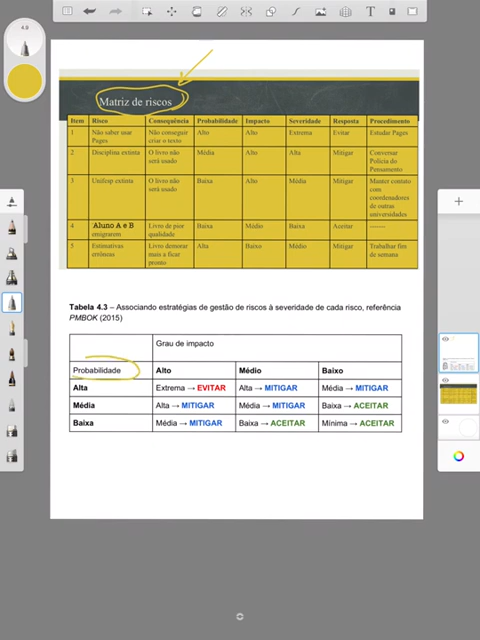 4.8
T
Matriz de riscos
Item Risco Consequência Probabilidade Impacto Severidade Resposta Procedimento
1 Não saber usar Pages Não conseguir criar o texto Alto Alto Extrema Evitar Estudar Pages
2 Disciplina extinta O livro não será usado Média Alto Alta Mitigar Conversar Polícia do Pensamento
3 Unifesp extinta O livro não será usado Baixa Alto Média Mitigar Manter contato com coordenadores de outras universidades
4 Aluno A e B emigrarem Livro de pior qualidade Baixa Médio Baixa Aceitar -------
5 Estimativas errôneas Livro demorar mais a ficar pronto Alta Baixo Médio Mitigar Trabalhar fim de semana
Tabela 4.3 – Associando estratégias de gestão de riscos à severidade de cada risco, referência
PMBOK (2015)
Grau de impacto
Probabilidade Alto Médio Baixo
Alta Extrema → EVITAR Alta → MITIGAR Média → MITIGAR
Média Alta → MITIGAR Média → MITIGAR Baixa → ACEITAR
Baixa Média → MITIGAR Baixa → ACEITAR Mínima → ACEITAR